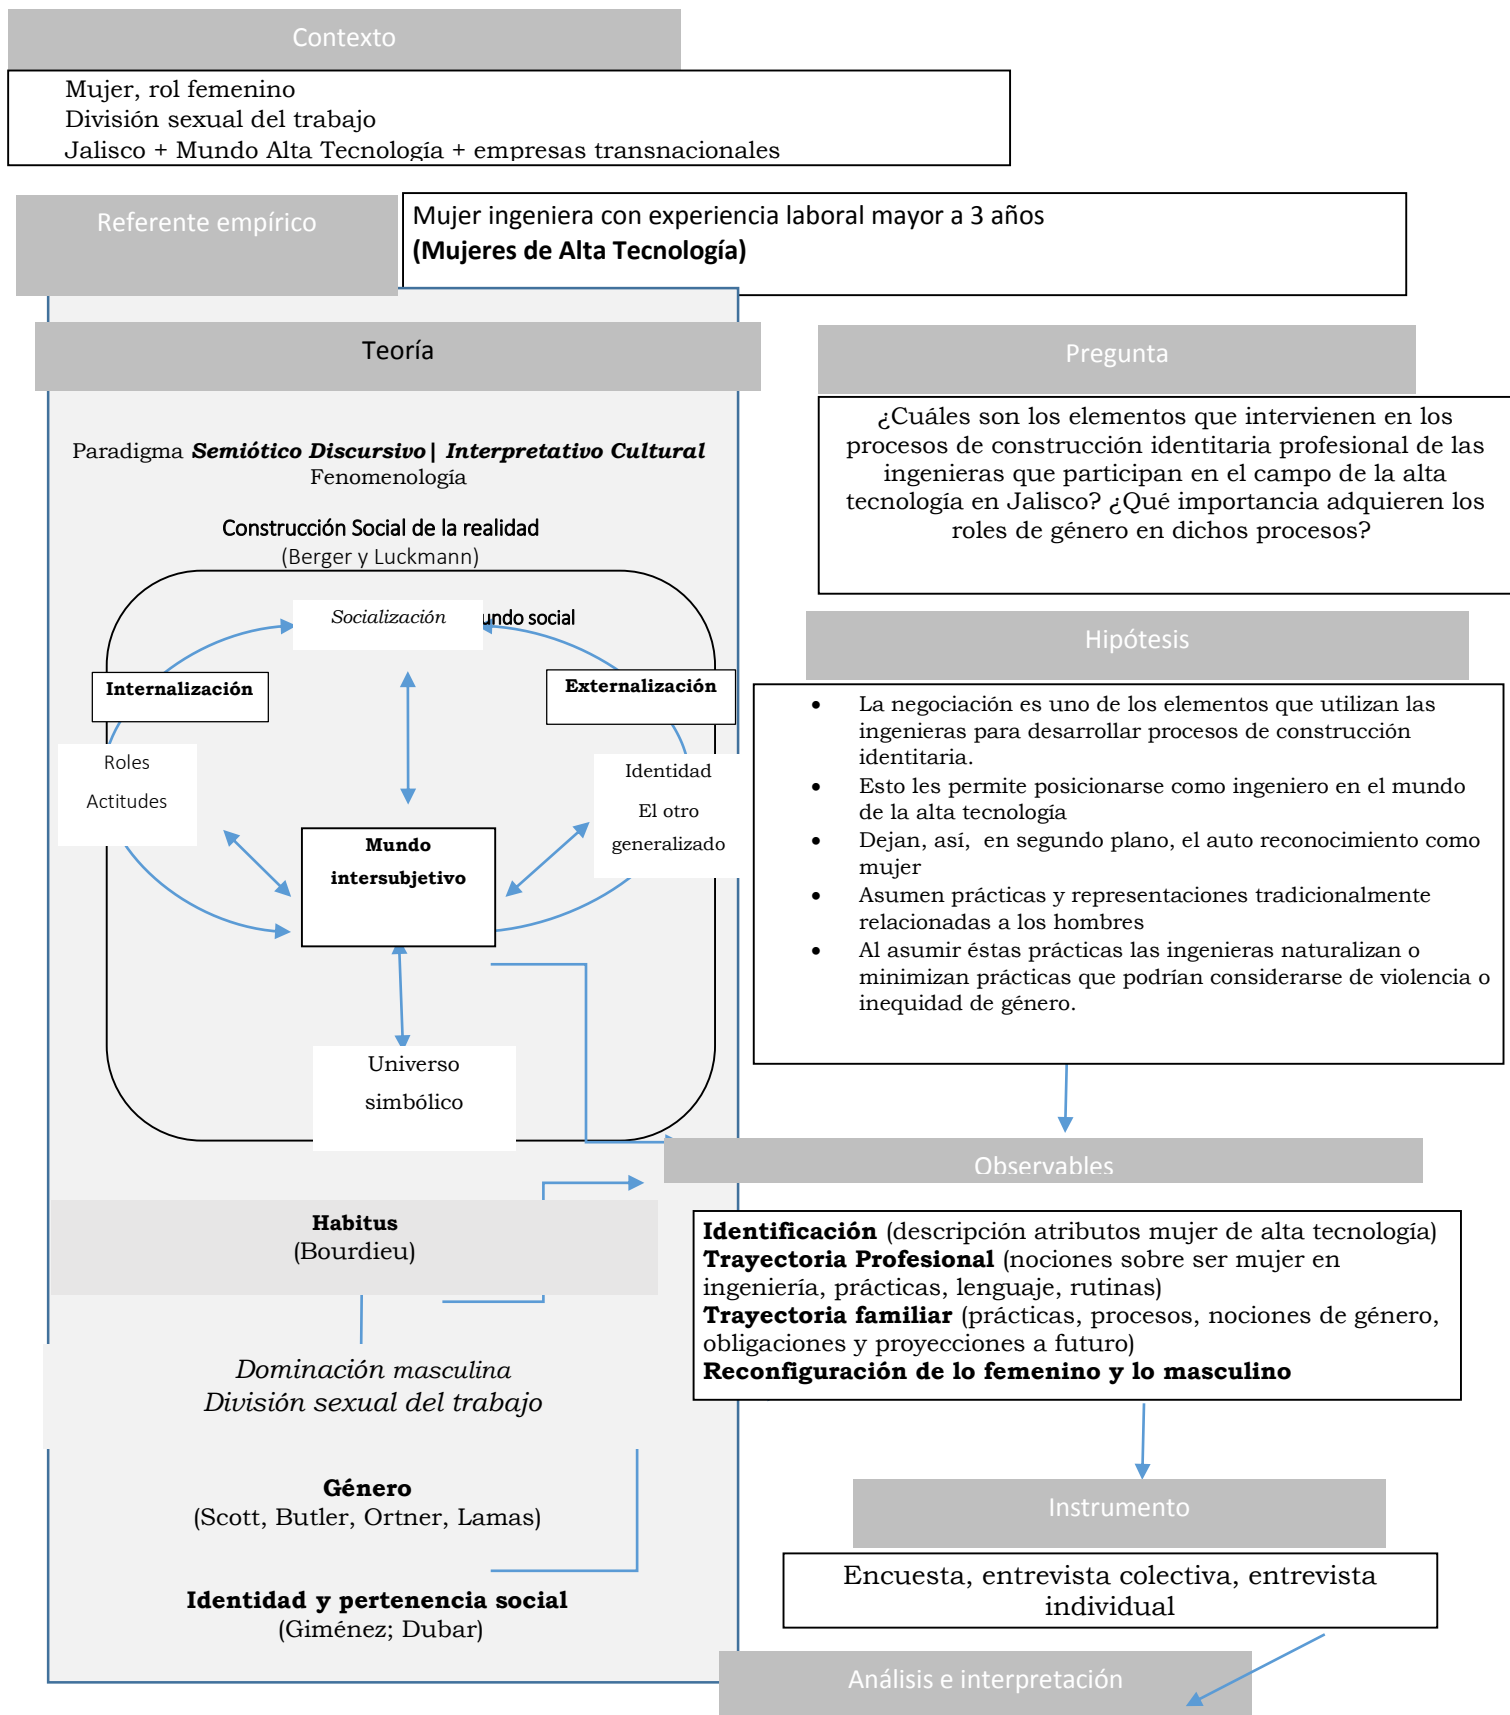 Contexto
Mujer, rol femenino
División sexual del trabajo
Jalisco + Mundo Alta Tecnología + empresas transnacionales
Referente empírico
Mujer ingeniera con experiencia laboral mayor a 3 años
(Mujeres de Alta Tecnología)
Teoría
Paradigma Semiótico Discursivo| Interpretativo Cultural
Fenomenología
Construcción Social de la realidad
(Berger y Luckmann)
Socialización
undo social
Internalización
Externalización
Roles
Actitudes
Identidad
El otro
generalizado
Mundo
intersubjetivo
Universo
simbólico
Habitus
(Bourdieu)
Dominación masculina
División sexual del trabajo
Género
(Scott, Butler, Ortner, Lamas)
Identidad y pertenencia social
(Giménez; Dubar)
Pregunta
¿Cuáles son los elementos que intervienen en los
procesos de construcción identitaria profesional de las
ingenieras que participan en el campo de la alta
tecnología en Jalisco? ¿Qué importancia adquieren los
roles de género en dichos procesos?
Hipótesis
• La negociación es uno de los elementos que utilizan las
ingenieras para desarrollar procesos de construcción
identitaria.
• Esto les permite posicionarse como ingeniero en el mundo
de la alta tecnología
• Dejan, así, en segundo plano, el auto reconocimiento como
mujer
• Asumen prácticas y representaciones tradicionalmente
relacionadas a los hombres
• Al asumir éstas prácticas las ingenieras naturalizan o
minimizan prácticas que podrían considerarse de violencia o
inequidad de género.
Observables
Identificación (descripción atributos mujer de alta tecnología)
Trayectoria Profesional (nociones sobre ser mujer en
ingeniería, prácticas, lenguaje, rutinas)
Trayectoria familiar (prácticas, procesos, nociones de género,
obligaciones y proyecciones a futuro)
Reconfiguración de lo femenino y lo masculino
Instrumento
Encuesta, entrevista colectiva, entrevista
individual
Análisis e interpretación